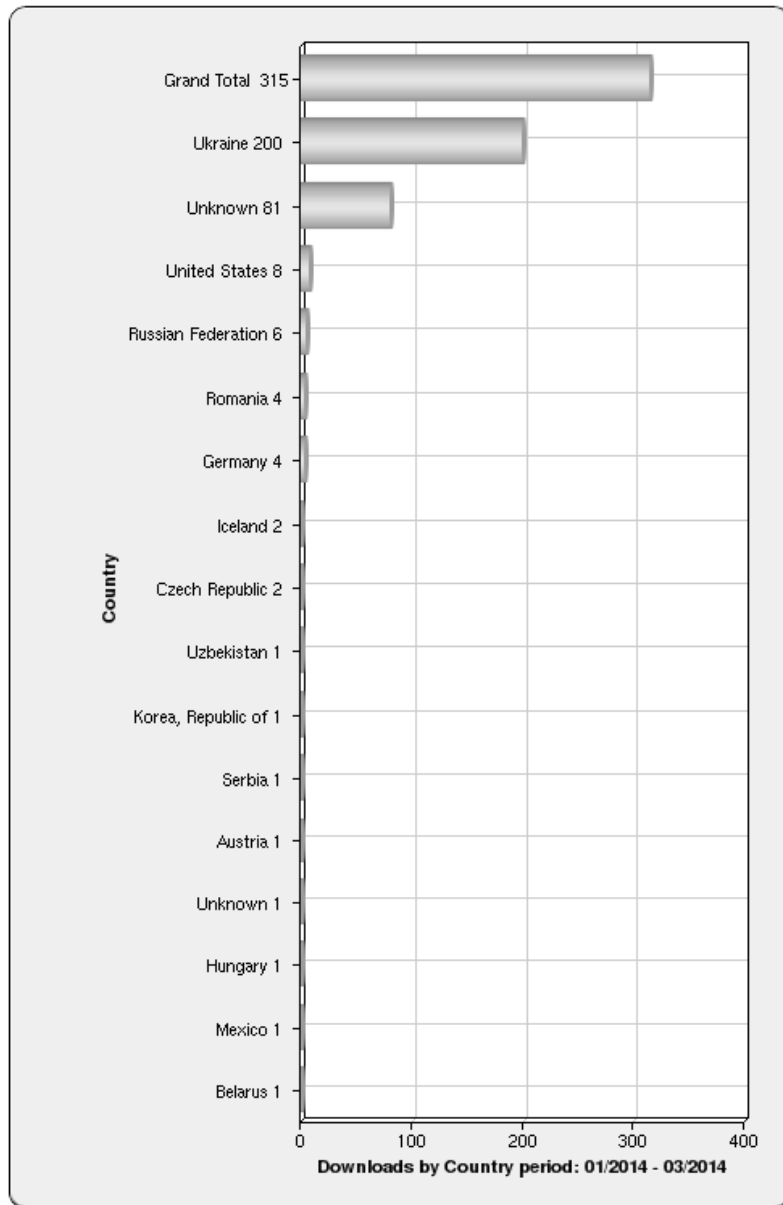 Grand Total 315
Ukraine 200
Unknown 81
United States 8
Russian Federation 6
Romania 4
Germany 4
Iceland 2
Czech Republic 2
Uzbekistan 1
Korea, Republic of 1
Serbia 1
Austria 1
Unknown 1
Hungary 1
Mexico 1
Belarus 1
Country
0 100 200 300 400
Downloads by Country period: 01/2014 - 03/2014